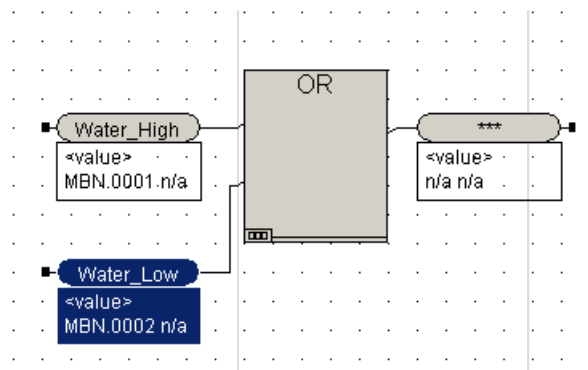 OR
Water_High
<value>
MBN.0001 n/a
***
<value>
n/a n/a
Water_Low
<value>
MBN.0002 n/a